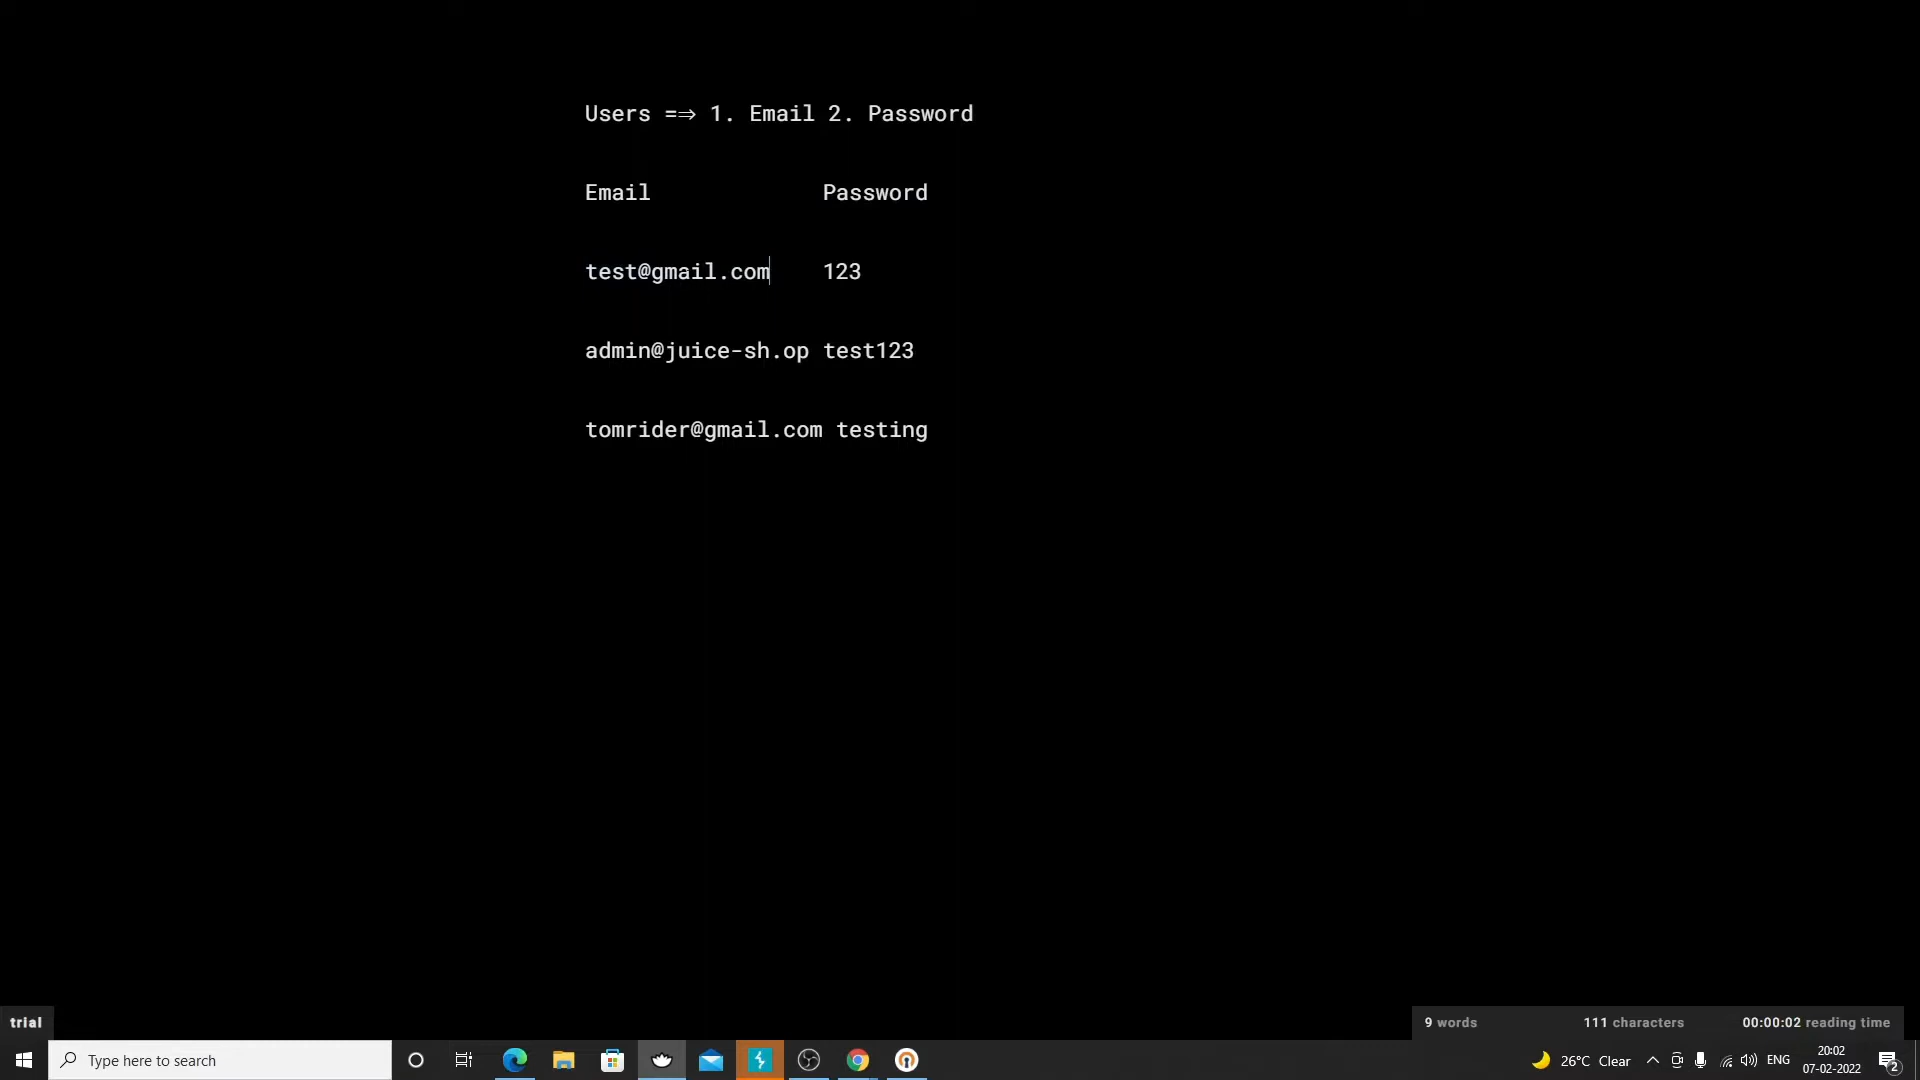 Users ==> 1. Email 2. Password
Email Password
test@gmail.com 123
admin@juice-sh.op test123
tomrider@gmail.com testing
trial
9 words 111 characters 00:00:02 reading time
Type here to search
26°C Clear
ENG
20:02
07-02-2022
2